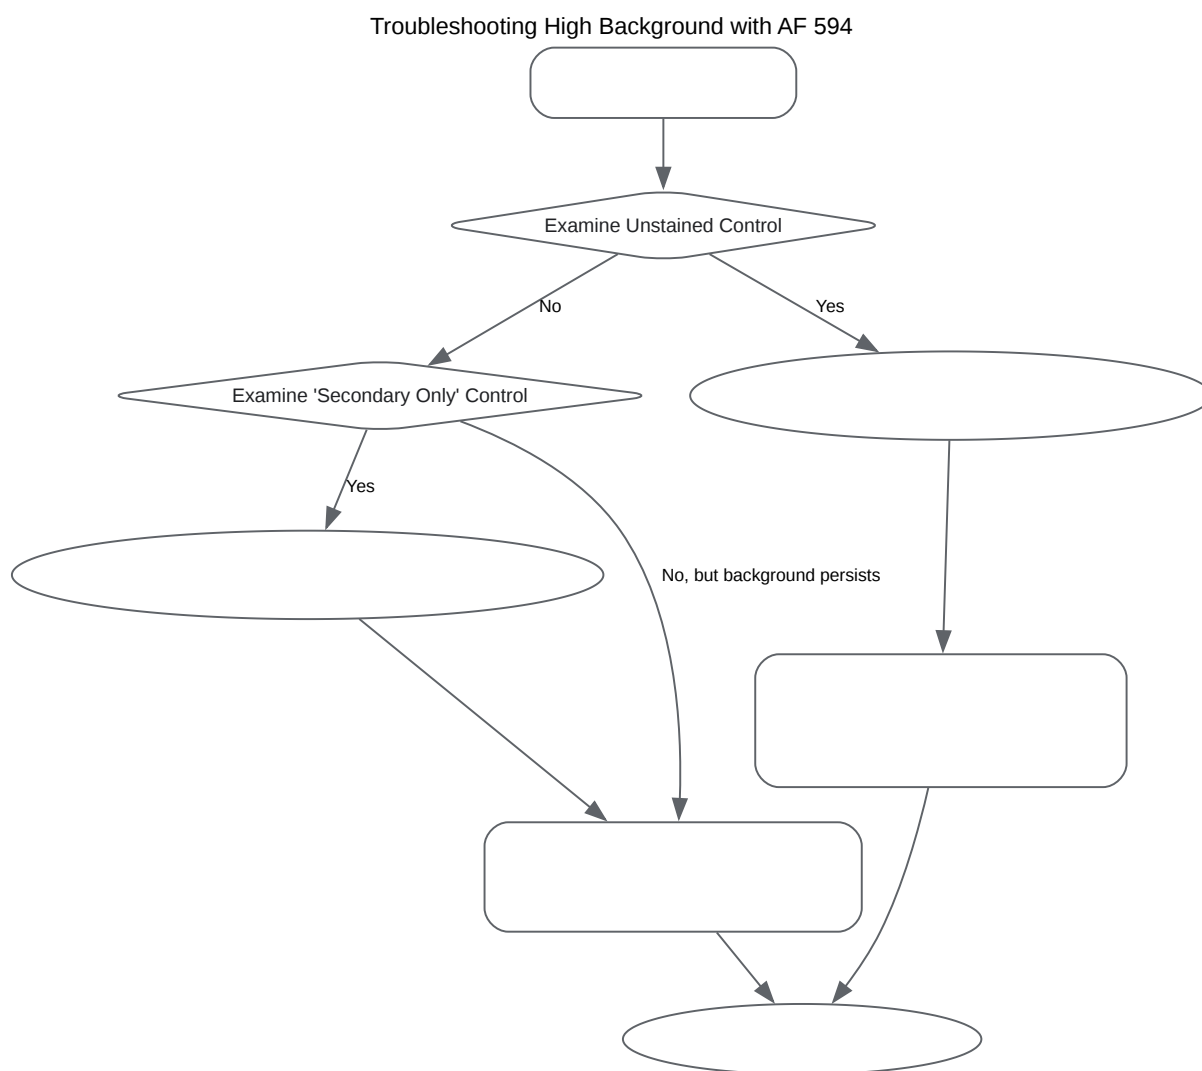 Troubleshooting High Background with AF 594
Examine Unstained Control
No
Yes
Examine 'Secondary Only' Control
Yes
No, but background persists